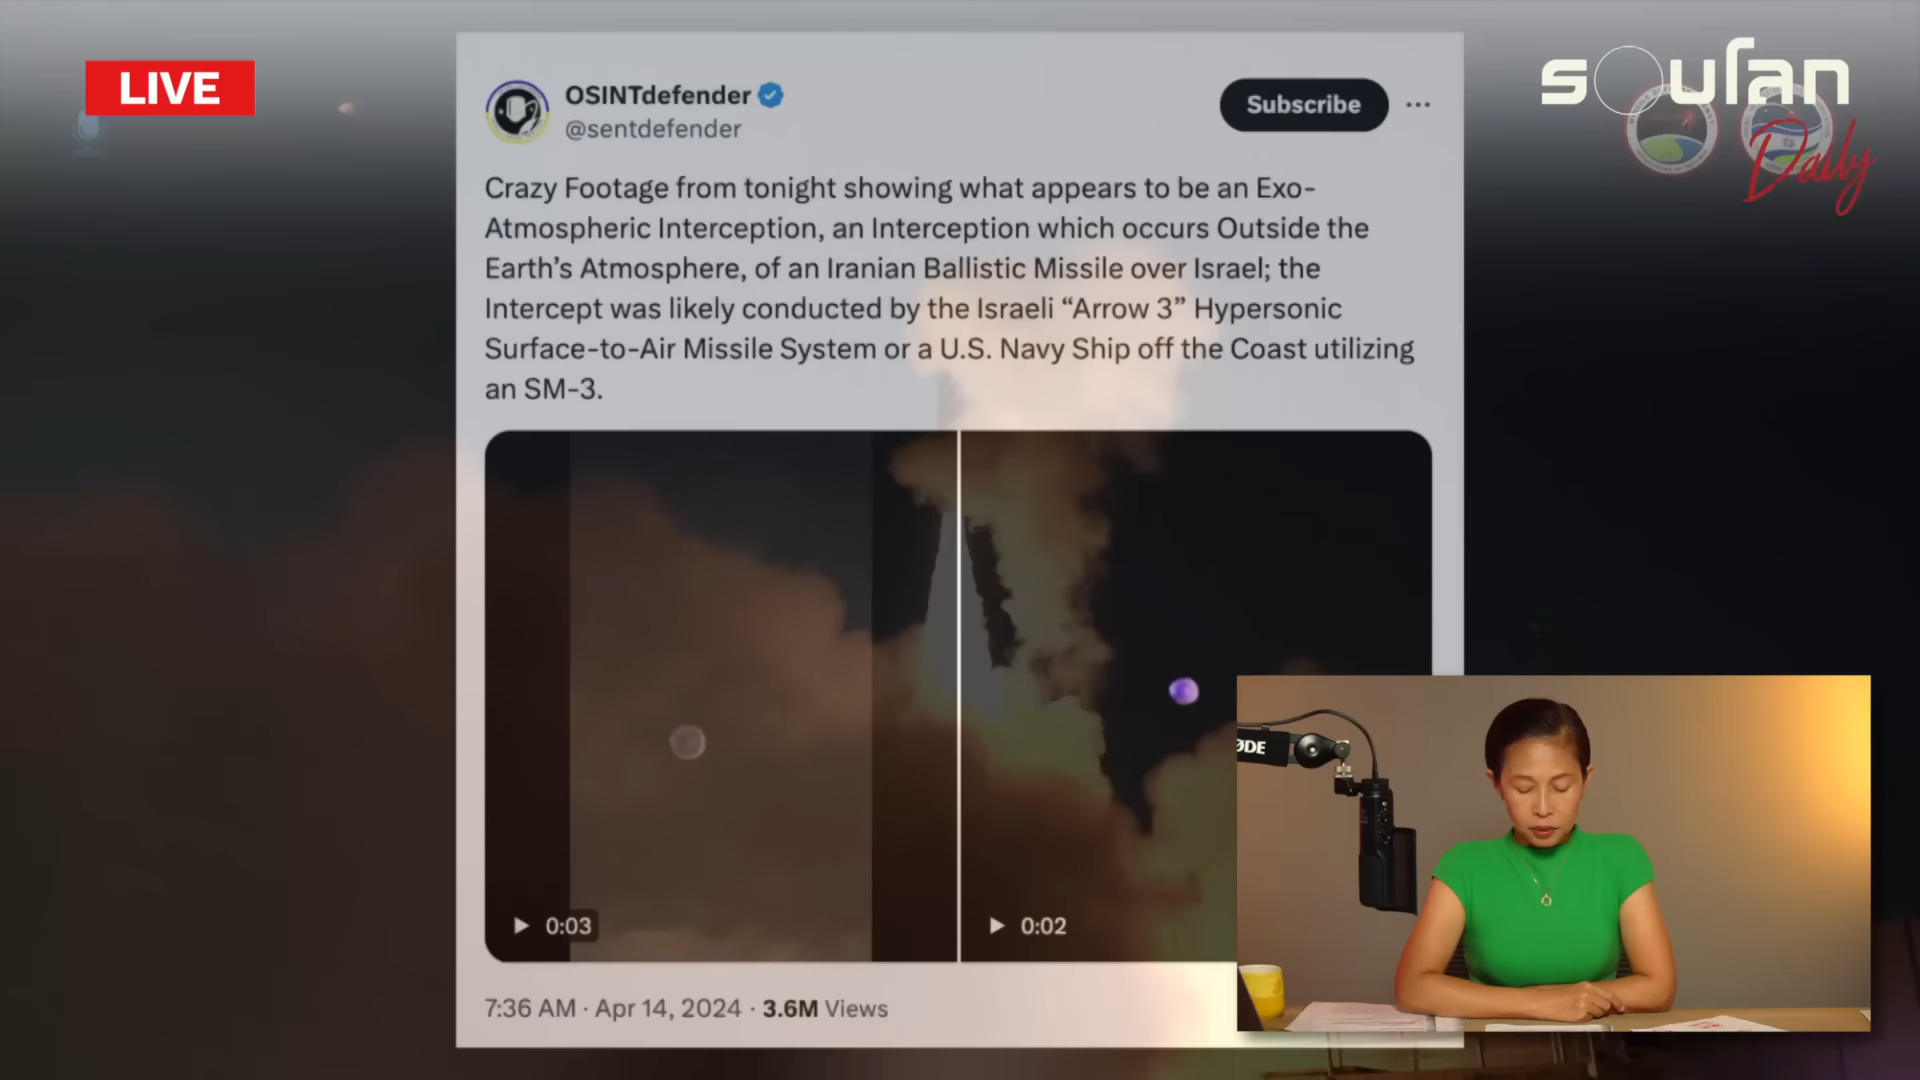 LIVE
soufan
Daily
OSINTdefender
@sentdefender
Subscribe
Crazy Footage from tonight showing what appears to be an Exo-
Atmospheric Interception, an Interception which occurs Outside the
Earth’s Atmosphere, of an Iranian Ballistic Missile over Israel; the
Intercept was likely conducted by the Israeli “Arrow 3” Hypersonic
Surface-to-Air Missile System or a U.S. Navy Ship off the Coast utilizing
an SM-3.
0:03
0:02
ØDE
7:36 AM · Apr 14, 2024 · 3.6M Views